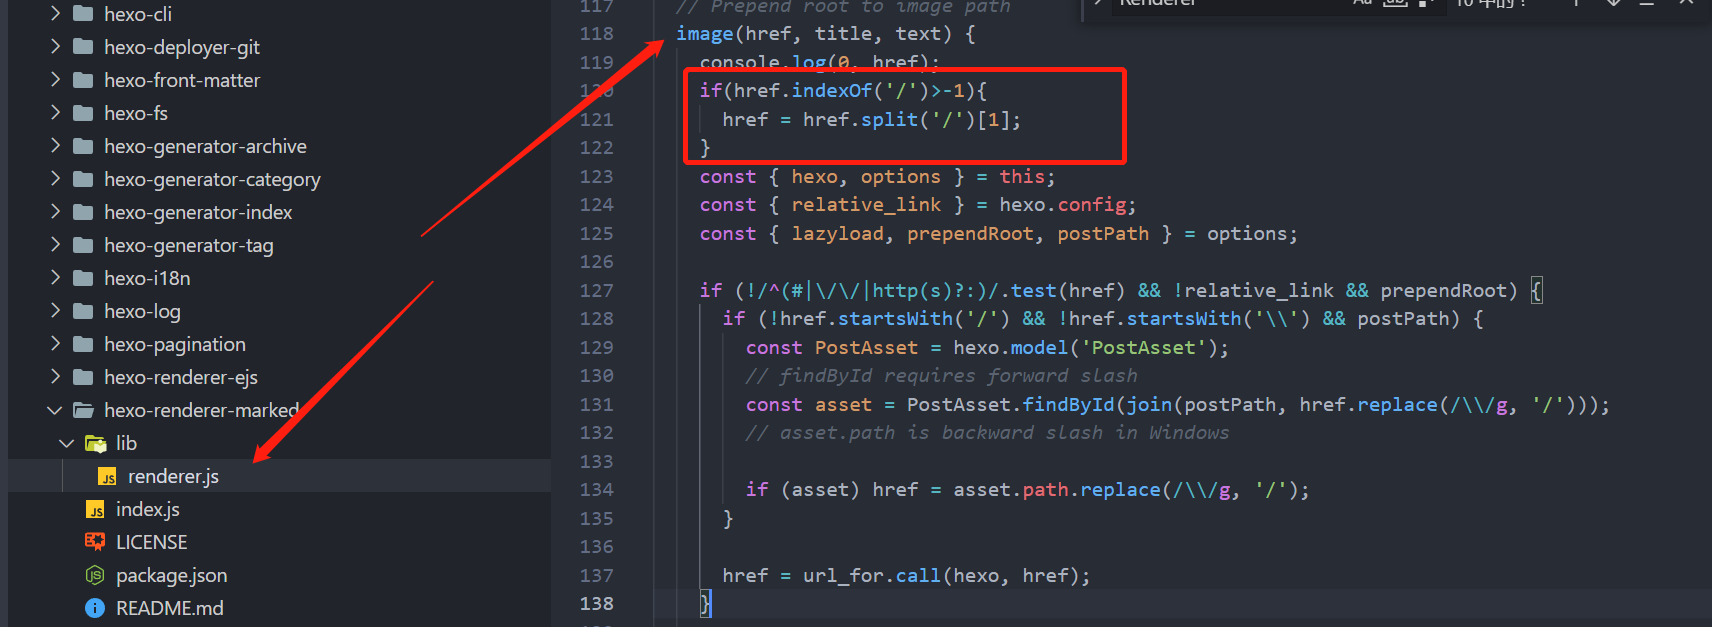 hexo-cli
hexo-deployer-git
hexo-front-matter
hexo-fs
hexo-generator-archive
hexo-generator-category
hexo-generator-index
hexo-generator-tag
hexo-i18n
hexo-log
hexo-pagination
hexo-renderer-ejs
hexo-renderer-marked
lib
JS renderer.js
JS index.js
LICENSE
package.json
README.md
Renderer
117 // Prepend root to image path
118 image(href, title, text) {
119 console.log(0, href);
120 if(href.indexOf('/')>-1){
121 href = href.split('/')[1];
122 }
123 const { hexo, options } = this;
124 const { relative_link } = hexo.config;
125 const { lazyload, prependRoot, postPath } = options;
126
127 if (!/^(#|\/\/|http(s)?:)/.test(href) && !relative_link && prependRoot) {
128 if (!href.startsWith('/') && !href.startsWith('\\') && postPath) {
129 const PostAsset = hexo.model('PostAsset');
130 // findById requires forward slash
131 const asset = PostAsset.findById(join(postPath, href.replace(/\\/g, '/')));
132 // asset.path is backward slash in Windows
133
134 if (asset) href = asset.path.replace(/\\/g, '/');
135 }
136
137 href = url_for.call(hexo, href);
138 }